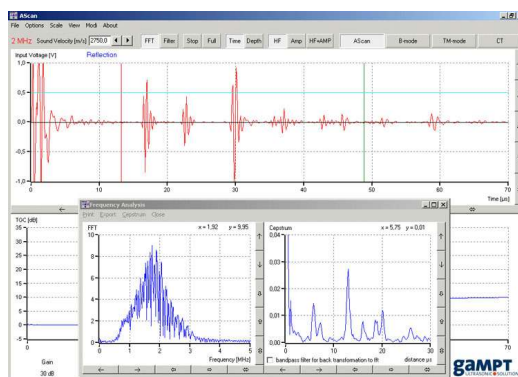 AScan
File Options Scale View Modi About
2 MHz Sound Velocity [m/s] 2750,0 FFT Filter Stop Full Time Depth HF Amp HF+AMP AScan B-mode TM-mode CT
Input Voltage [V] Reflection
1,0
0,5
0,0
-0,5
-1,0
0 10 20 30 40 50 60 70
Time [µs]
TGC [dB]
35
30
25
20
15
10
5
0
-5
0
70
Gain
30 dB
Frequency Analysis
Print Export Cepstrum Close
FFT x = 1,92 y = 9,95
10
8
6
4
2
0
0 1 2 3 4 5
Frequency [MHz]
Cepstrum x = 5,75 y = 0,01
0,04
0,03
0,02
0,01
0,00
0 10 20 30
bandpass filter for back transformation to fft distance µs
GAMPT
ULTRASONIC SOLUTION